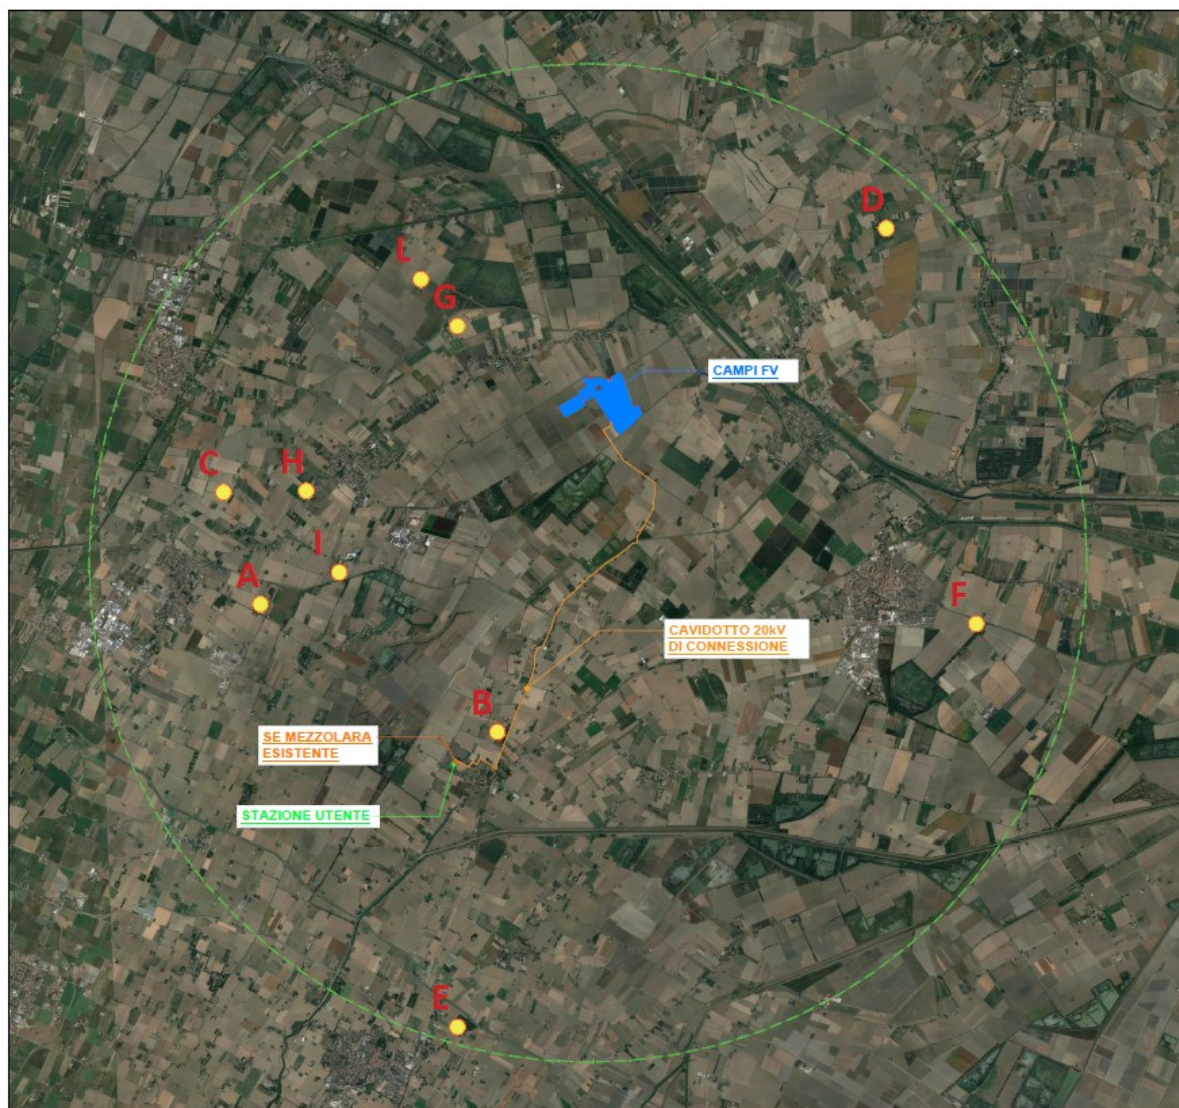 D
L
G
CAMPI FV
C
H
I
A
F
CAVIDOTTO 20kV
DI CONNESSIONE
B
SE MEZZOLARA
ESISTENTE
STAZIONE UTENTE
E